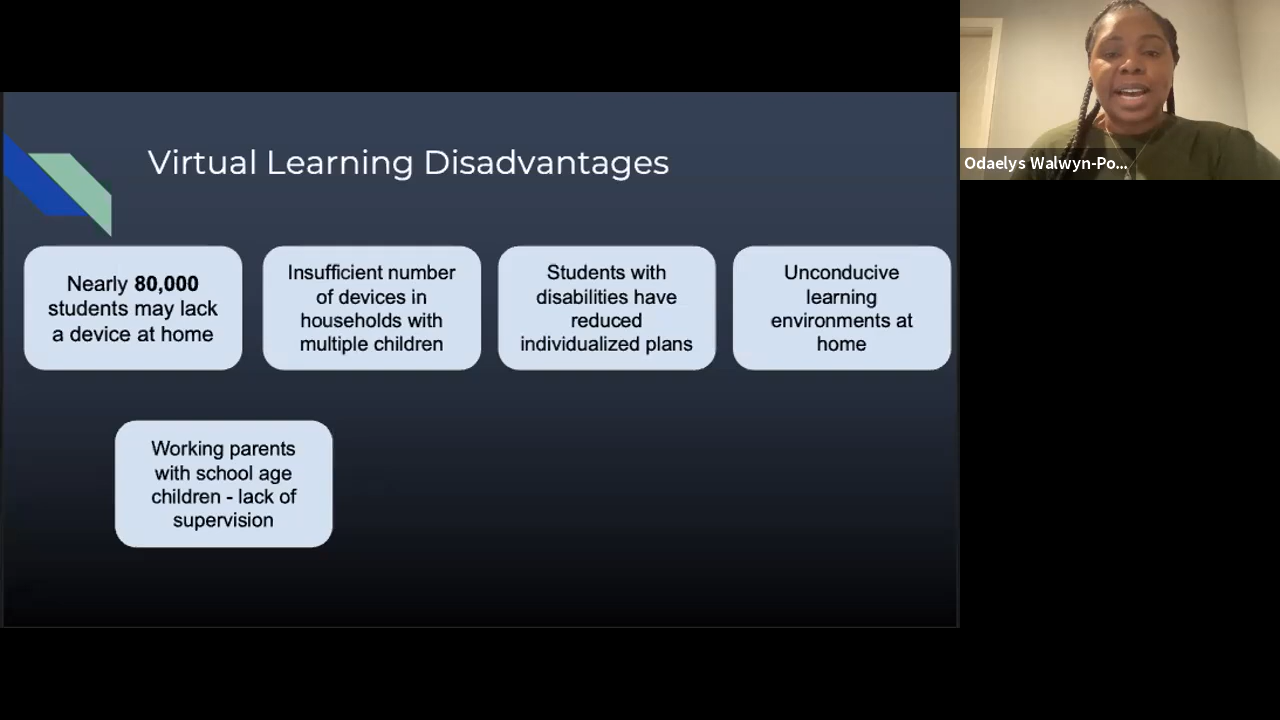 Virtual Learning Disadvantages
Nearly 80,000
students may lack
a device at home
Insufficient number
of devices in
households with
multiple children
Students with
disabilities have
reduced
individualized plans
Unconducive
learning
environments at
home
Working parents
with school age
children - lack of
supervision
Odaelys Walwyn-Po...